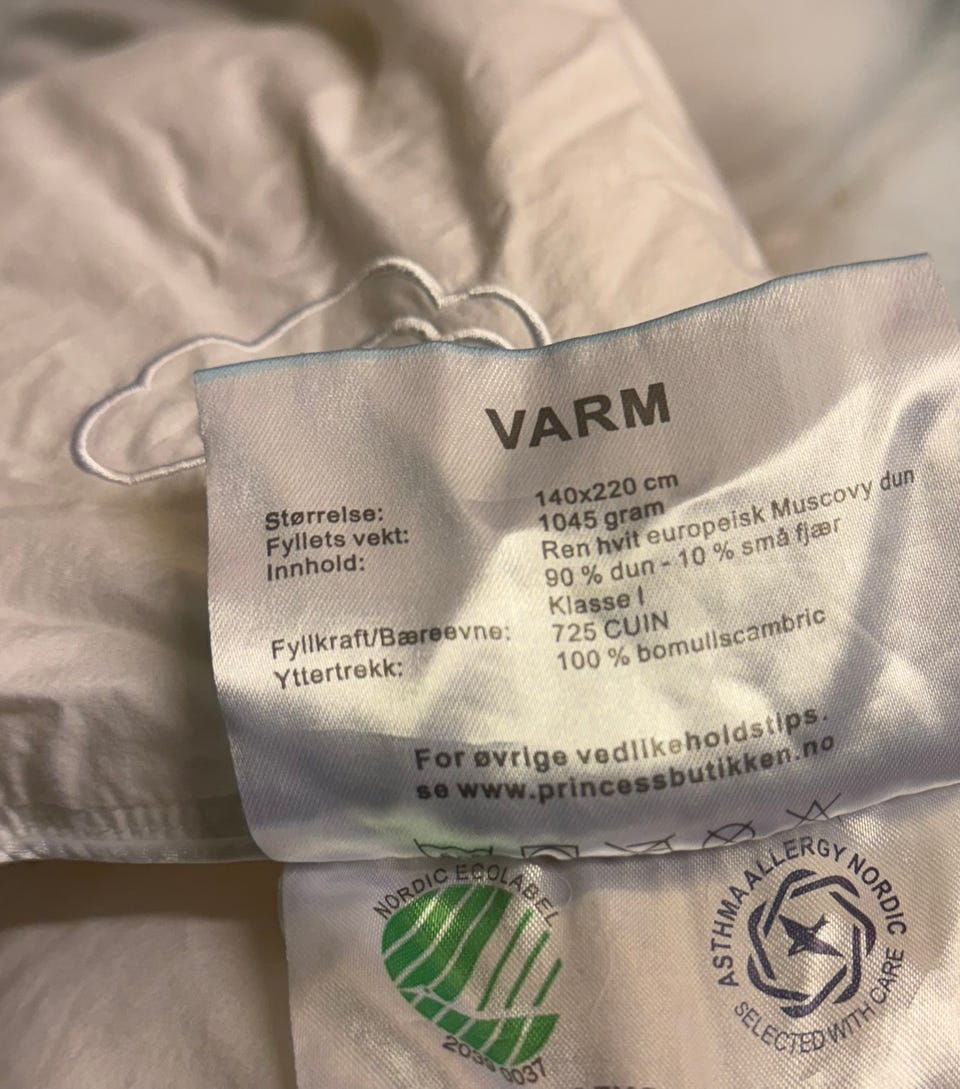 VARM
Størrelse: 140x220 cm
Fyllets vekt: 1045 gram
Innhold: Ren hvit europeisk Muscovy dun
90 % dun - 10 % små fjær
Klasse I
Fyllkraft/Bæreevne: 725 CUIN
Yttertrekk: 100 % bomullscambric
For øvrige vedlikeholdstips.
se www.princessbutikken.no
NORDIC ECOLABEL
2039 0037
ASTHMA ALLERGY NORDIC
SELECTED WITH CARE